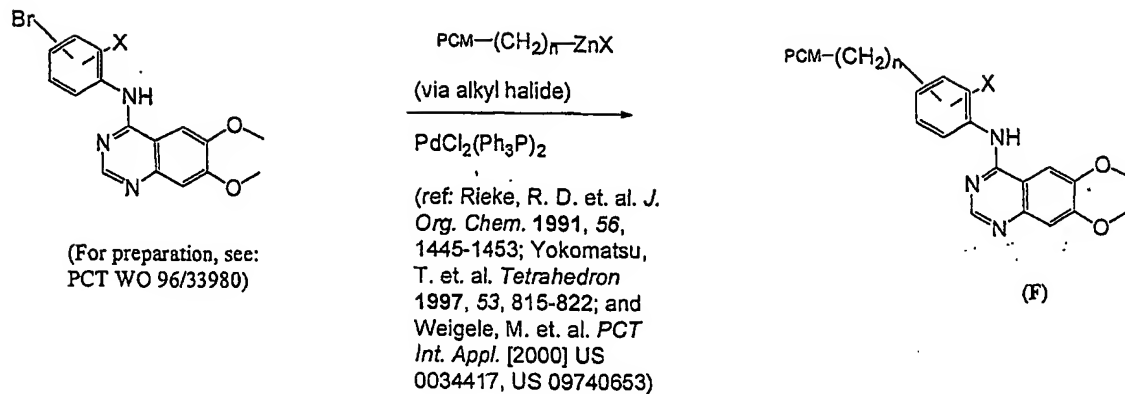 Br
X
NH
N
N
O
O
(For preparation, see:
PCT WO 96/33980)
PCM—(CH2)n—ZnX
(via alkyl halide)
PdCl2(Ph3P)2
(ref: Rieke, R. D. et. al. J.
Org. Chem. 1991, 56,
1445-1453; Yokomatsu,
T. et. al. Tetrahedron
1997, 53, 815-822; and
Weigele, M. et. al. PCT
Int. Appl. [2000] US
0034417, US 09740653)
PCM—(CH2)n
X
NH
N
N
O
O
(F)